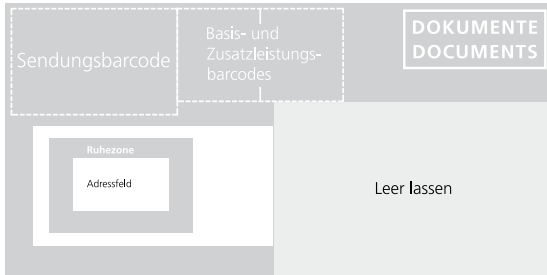 Sendungsbarcode
Basis- und
Zusatzleistungs-
barcodes
DOKUMENTE
DOCUMENTS
Ruhezone
Adressfeld
Leer lassen